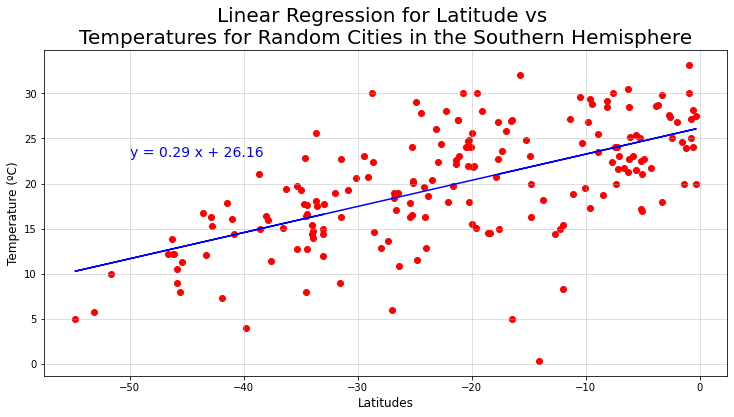 Linear Regression for Latitude vs
Temperatures for Random Cities in the Southern Hemisphere
30
25
y = 0.29 x + 26.16
20
15
10
5
0
Temperature (ºC)
−50
−40
−30
−20
−10
0
Latitudes